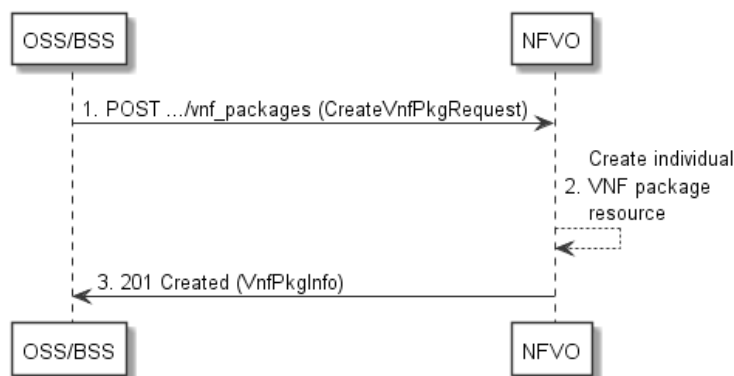 OSS/BSS
NFVO
1. POST .../vnf_packages (CreateVnfPkgRequest)
Create individual
2. VNF package
resource
3. 201 Created (VnfPkgInfo)
OSS/BSS
NFVO